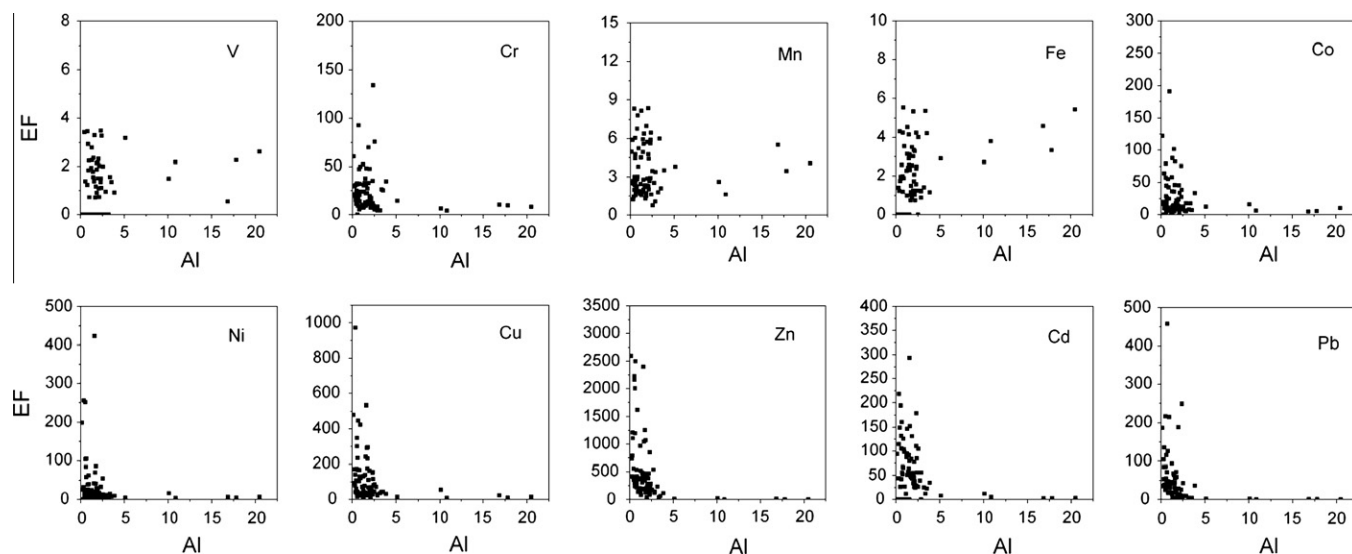 8 200 15 10 300
V Cr Mn Fe Co
6 150 12 8 250
EF 4 100 9 6 200
2 50 6 4 150
0 0 3 2 100
0 0 50
0
0 5 10 15 20 0 5 10 15 20 0 5 10 15 20 0 5 10 15 20 0 5 10 15 20
Al Al Al Al Al
500 1000 3500 400 500
Ni Cu Zn Cd Pb
400 800 3000 350 400
EF 300 600 2500 300 300
200 400 2000 250 200
100 200 1500 200 100
0 0 1000 150 0
500 100
0 50
0
0 5 10 15 20 0 5 10 15 20 0 5 10 15 20 0 5 10 15 20 0 5 10 15 20
Al Al Al Al Al